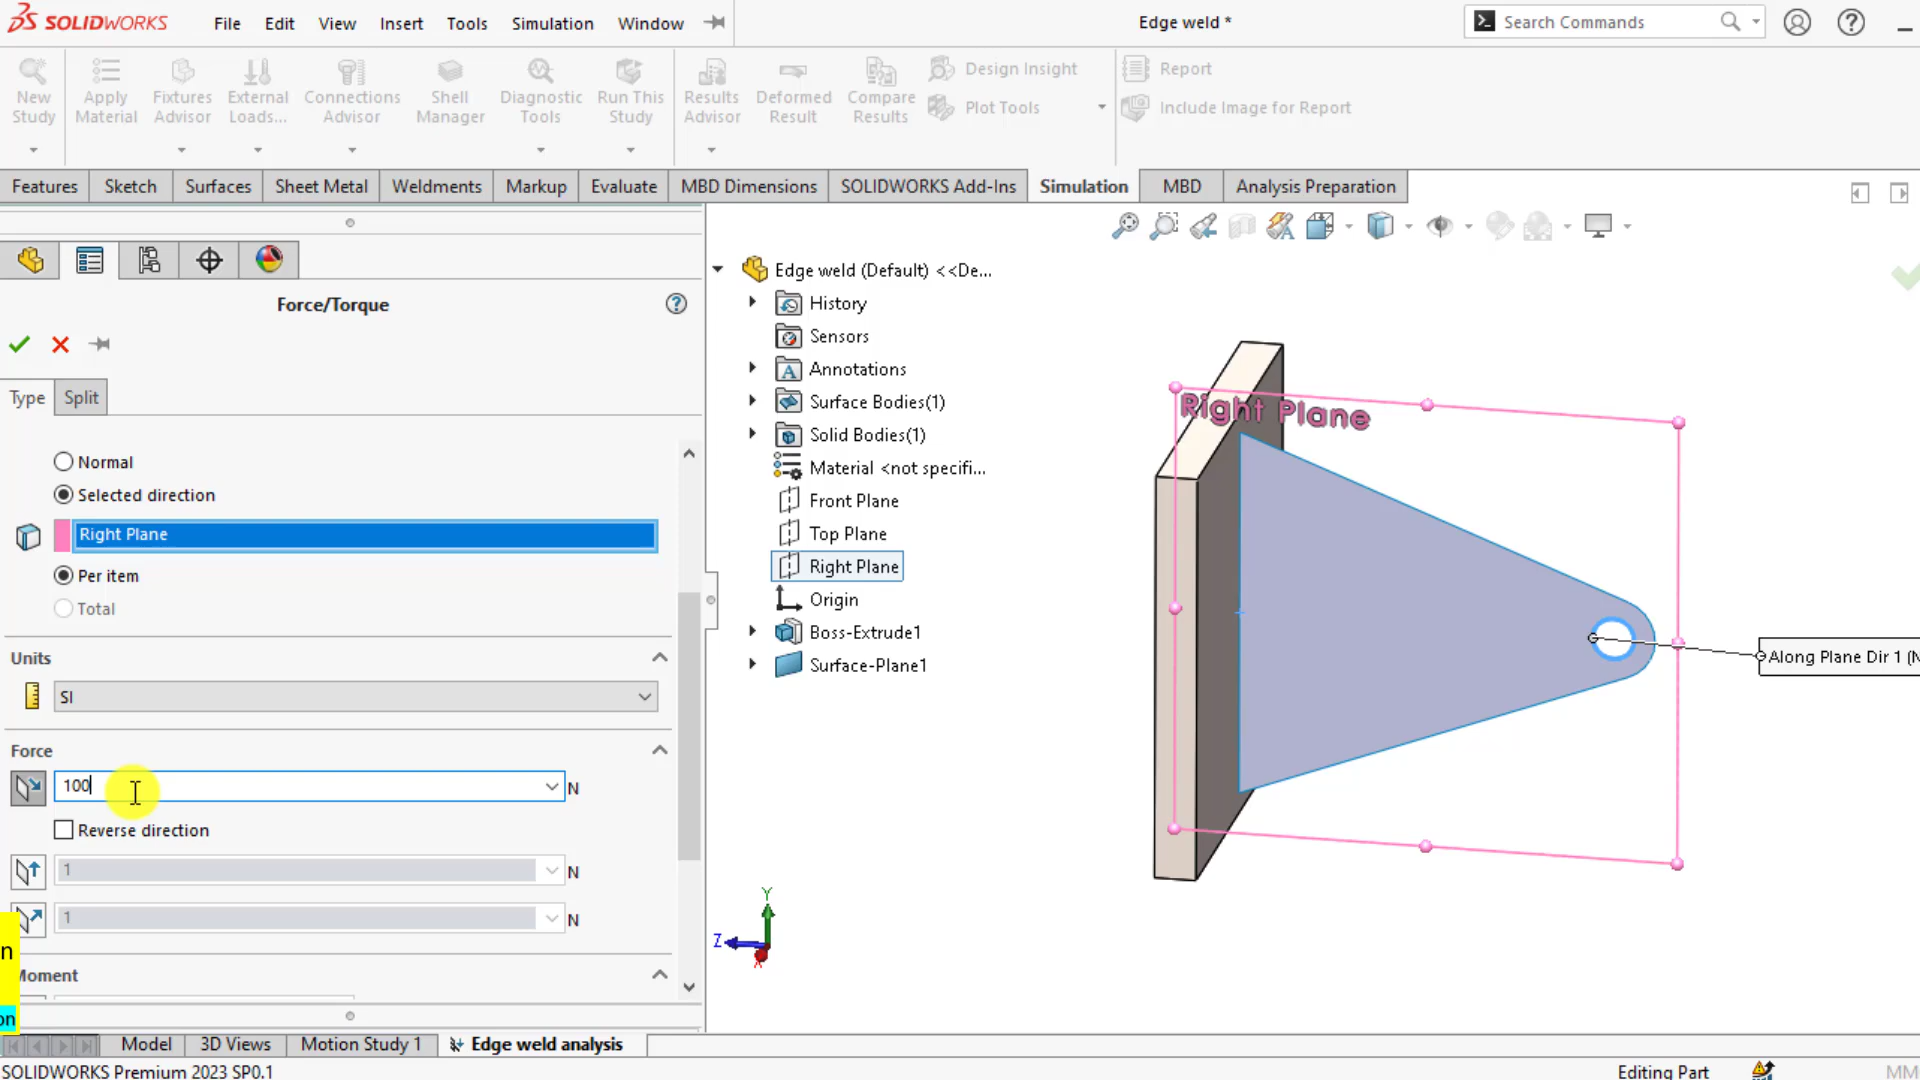 SOLIDWORKS File Edit View Insert Tools Simulation Window Edge weld * Search Commands
New Study
Apply Material
Fixtures Advisor
External Loads...
Connections Advisor
Shell Manager
Diagnostic Tools
Run This Study
Results Advisor
Deformed Result
Compare Results
Design Insight
Plot Tools
Report
Include Image for Report
Features Sketch Surfaces Sheet Metal Weldments Markup Evaluate MBD Dimensions SOLIDWORKS Add-Ins Simulation MBD Analysis Preparation
Force/Torque
Type Split
Normal
Selected direction
Right Plane
Per item
Total
Units
SI
Force
100 N
Reverse direction
1 N
1 N
n
Moment
on
Edge weld (Default) <<De...
History
Sensors
Annotations
Surface Bodies(1)
Solid Bodies(1)
Material <not specifi...
Front Plane
Top Plane
Right Plane
Origin
Boss-Extrude1
Surface-Plane1
Right Plane
Along Plane Dir 1 (N
Y
Z
X
Model 3D Views Motion Study 1 Edge weld analysis
SOLIDWORKS Premium 2023 SP0.1 Editing Part MM